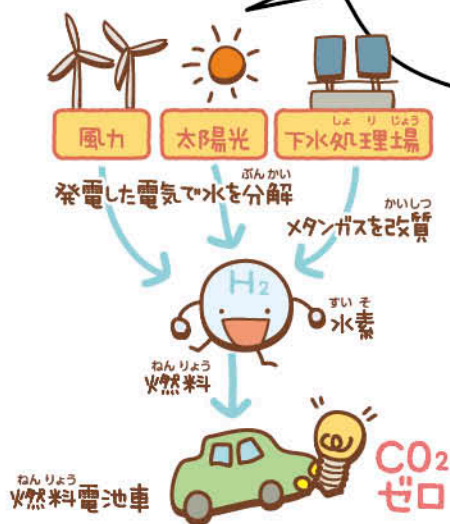 風力
太陽光
しょりじょう
下水処理場
ぶんかい
発電した電気で水を分解
かいしつ
メタンガスを改質
H2
すいそ
水素
ねんりょう
燃料
ねんりょう
燃料電池車
CO2
ゼロ